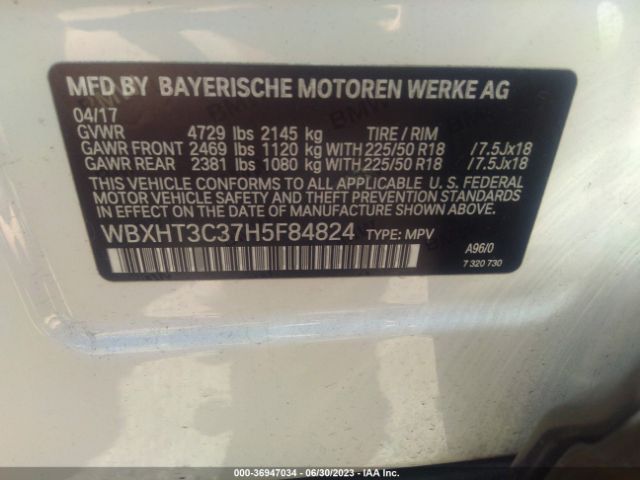 MFD BY BAYERISCHE MOTOREN WERKE AG
04/17
GVWR 4729 lbs 2145 kg TIRE / RIM
GAWR FRONT 2469 lbs 1120 kg WITH 225/50 R18 /7.5Jx18
GAWR REAR 2381 lbs 1080 kg WITH 225/50 R18 /7.5Jx18
THIS VEHICLE CONFORMS TO ALL APPLICABLE U.S. FEDERAL
MOTOR VEHICLE SAFETY AND THEFT PREVENTION STANDARDS
IN EFFECT ON THE DATE OF MANUFACTURE SHOWN ABOVE.
WBXHT3C37H5F84824 TYPE: MPV
A96/0
7 320 730
000-36947034 — 06/30/2023 — IAA Inc.